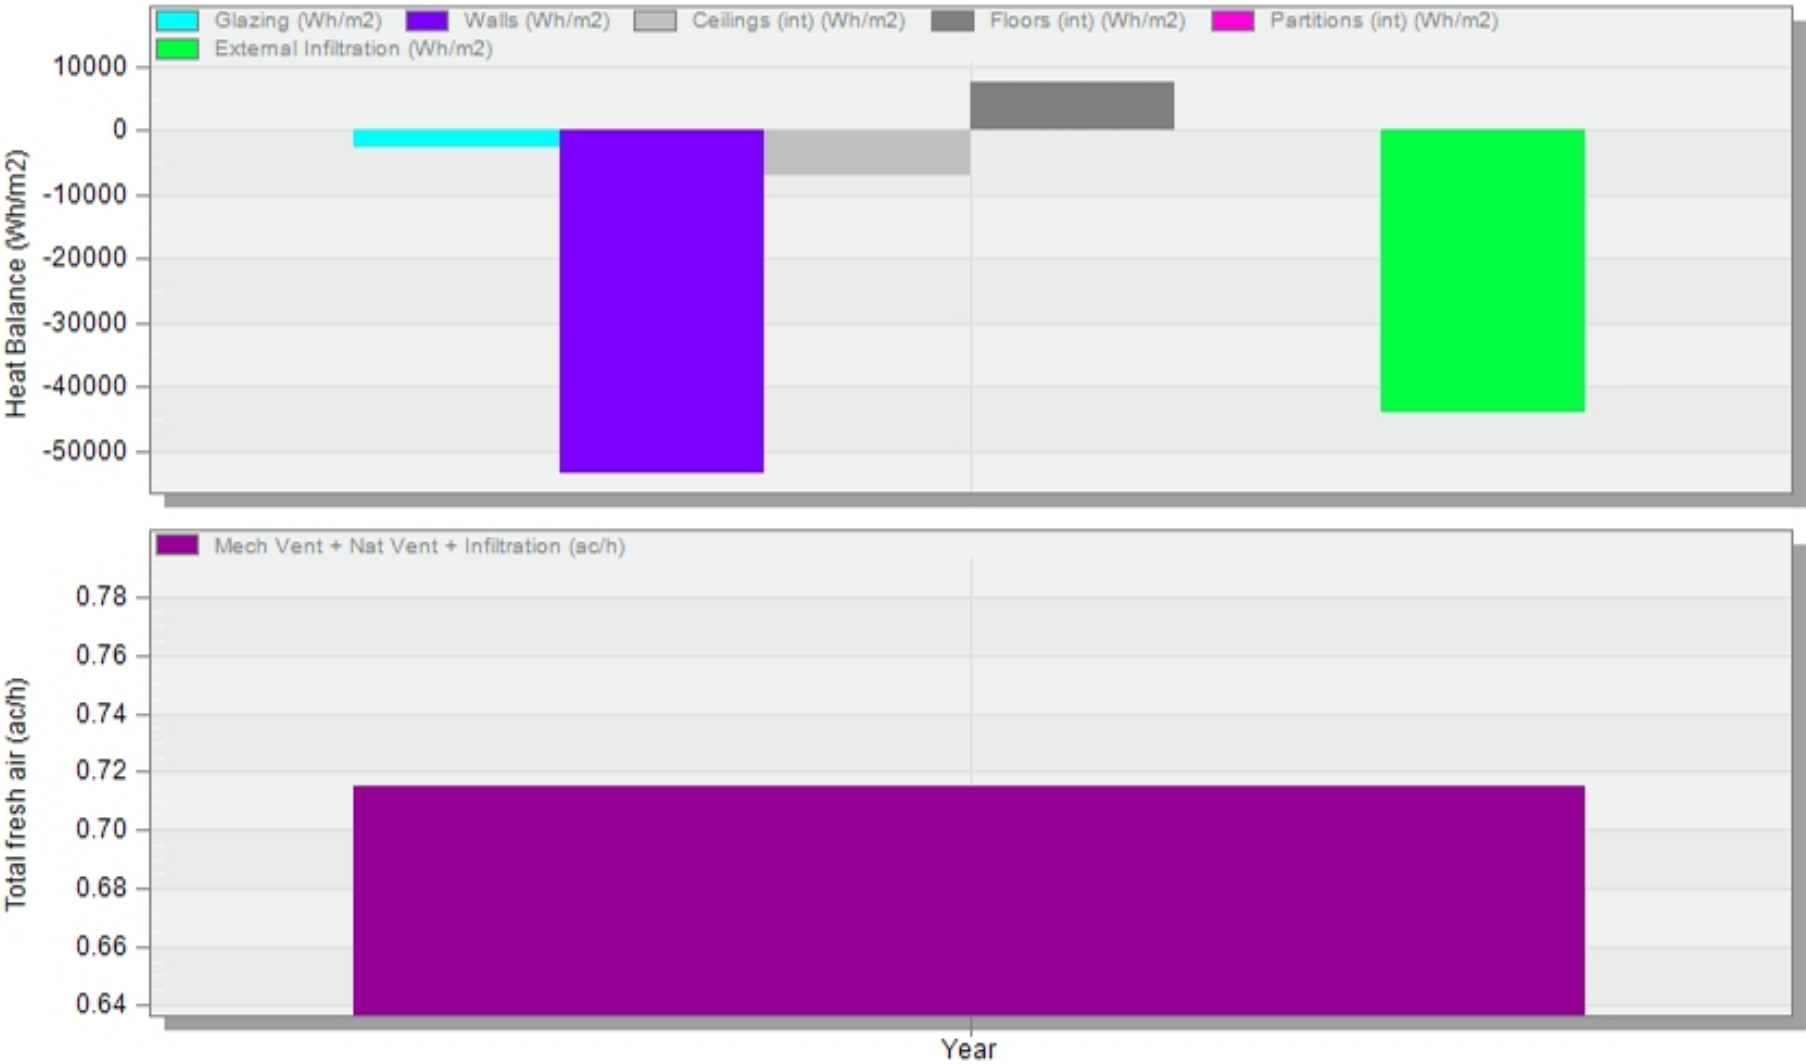 Glazing (Wh/m2) Walls (Wh/m2) Ceilings (int) (Wh/m2) Floors (int) (Wh/m2) Partitions (int) (Wh/m2)
External Infiltration (Wh/m2)
Heat Balance (Wh/m2)
10000
0
-10000
-20000
-30000
-40000
-50000
Mech Vent + Nat Vent + Infiltration (ac/h)
Total fresh air (ac/h)
0.78
0.76
0.74
0.72
0.70
0.68
0.66
0.64
Year